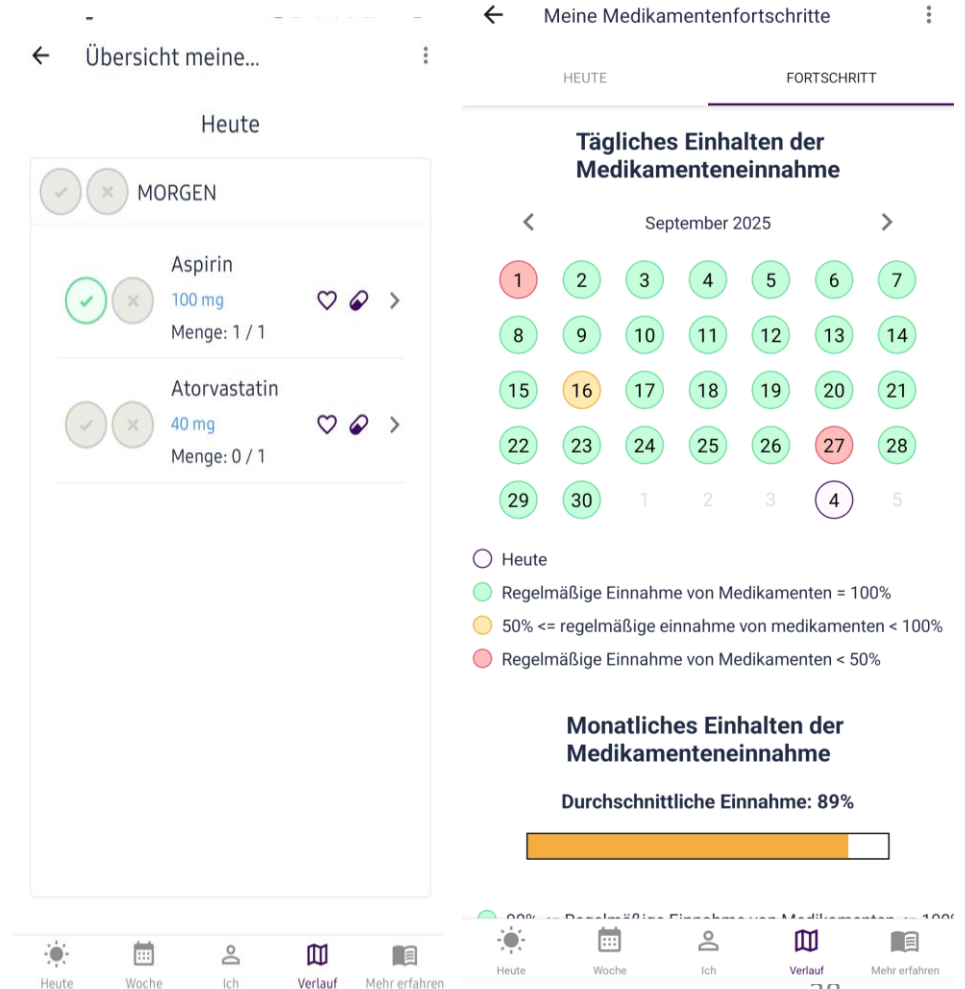 Übersicht meine...
Heute
MORGEN
Aspirin
100 mg
Menge: 1 / 1
Atorvastatin
40 mg
Menge: 0 / 1
Heute
Woche
Ich
Verlauf
Mehr erfahren
Meine Medikamentenfortschritte
HEUTE
FORTSCHRITT
Tägliches Einhalten der
Medikamenteneinnahme
September 2025
1 2 3 4 5 6 7
8 9 10 11 12 13 14
15 16 17 18 19 20 21
22 23 24 25 26 27 28
29 30 1 2 3 4 5
Heute
Regelmäßige Einnahme von Medikamenten = 100%
50% <= regelmäßige einnahme von medikamenten < 100%
Regelmäßige Einnahme von Medikamenten < 50%
Monatliches Einhalten der
Medikamenteneinnahme
Durchschnittliche Einnahme: 89%
Heute
Woche
Ich
Verlauf
Mehr erfahren